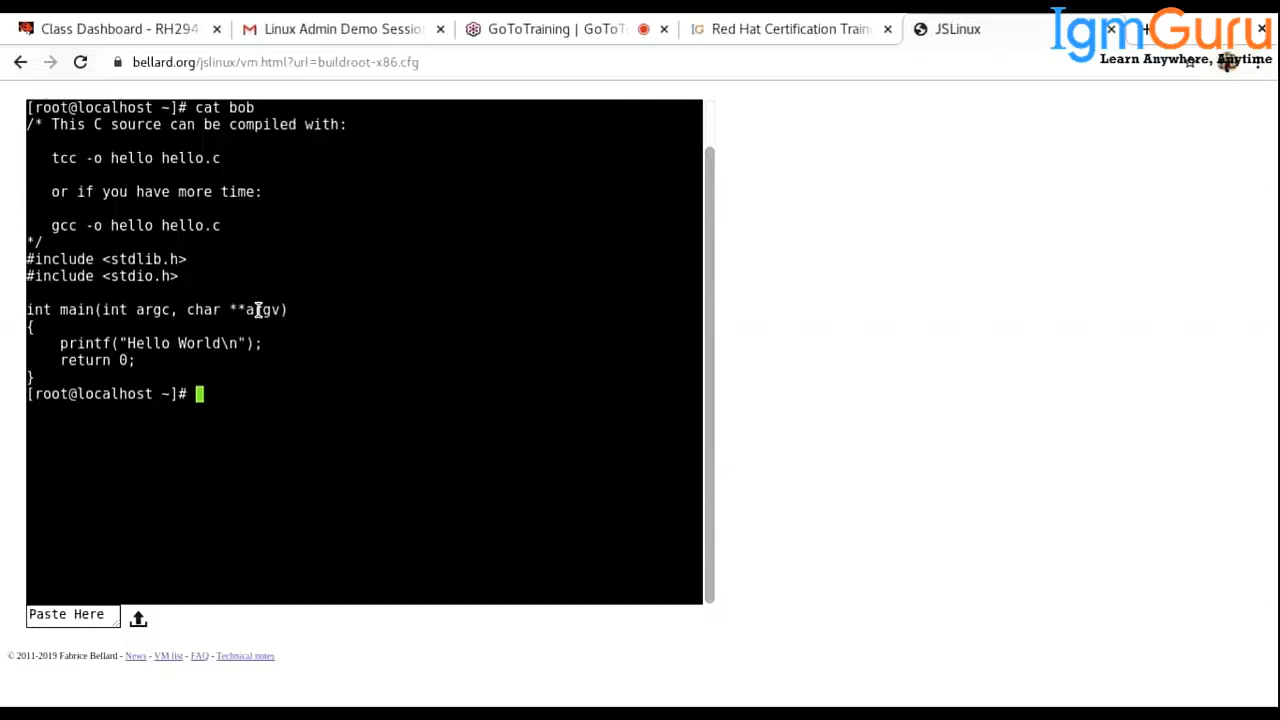 Class Dashboard - RH294
Linux Admin Demo Sessio
GoToTraining | GoTo
Red Hat Certification Train
JSLinux
IgmGuru
Learn Anywhere, Anytime
bellard.org/jslinux/vm.html?url=buildroot-x86.cfg
[root@localhost ~]# cat bob
/* This C source can be compiled with:
tcc -o hello hello.c
or if you have more time:
gcc -o hello hello.c
*/
#include <stdlib.h>
#include <stdio.h>
int main(int argc, char **argv)
{
printf("Hello World\n");
return 0;
}
[root@localhost ~]#
Paste Here
© 2011-2019 Fabrice Bellard - News - VM list - FAQ - Technical notes